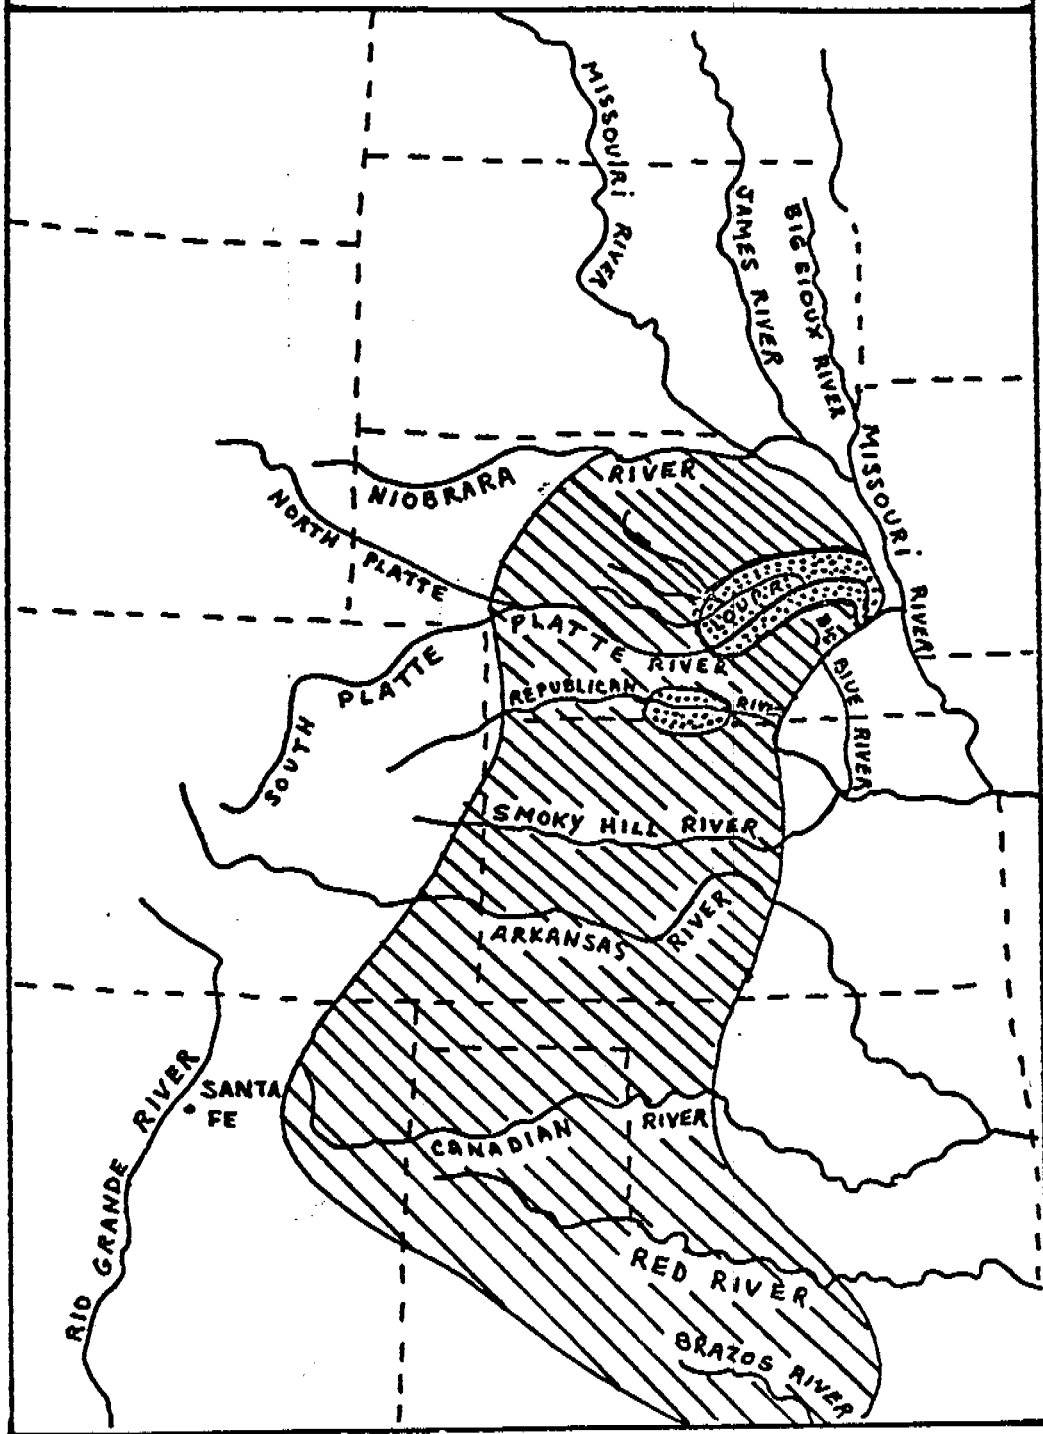 MISSOURI RIVER
JAMES RIVER
BIG SIOUX RIVER
MISSOURI RIVER
NIOBRARA RIVER
NORTH PLATTE
LOUP RI
PLATTE RIVER
BIG BLUE RIVER
SOUTH PLATTE
REPUBLICAN RIVER
SMOKY HILL RIVER
ARKANSAS RIVER
SANTA
FE
CANADIAN RIVER
RIO GRANDE RIVER
RED RIVER
BRAZOS RIVER